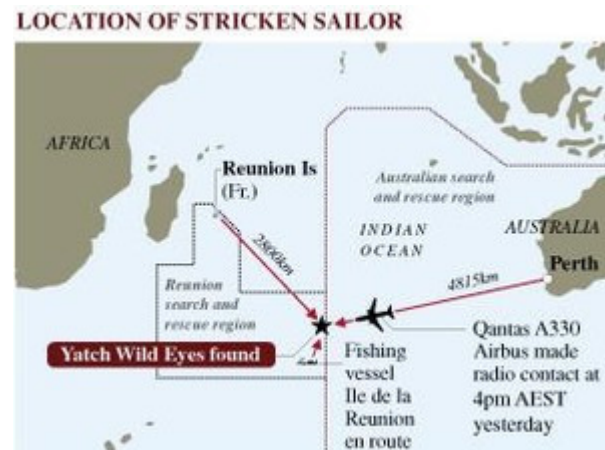 LOCATION OF STRICKEN SAILOR
AFRICA
Reunion Is
(Fr.)
Australian search
and rescue region
INDIAN
OCEAN
AUSTRALIA
Perth
2800km
4815km
Reunion
search and
rescue region
Yatch Wild Eyes found
Fishing
vessel
Ile de la
Reunion
en route
Qantas A330
Airbus made
radio contact at
4pm AEST
yesterday